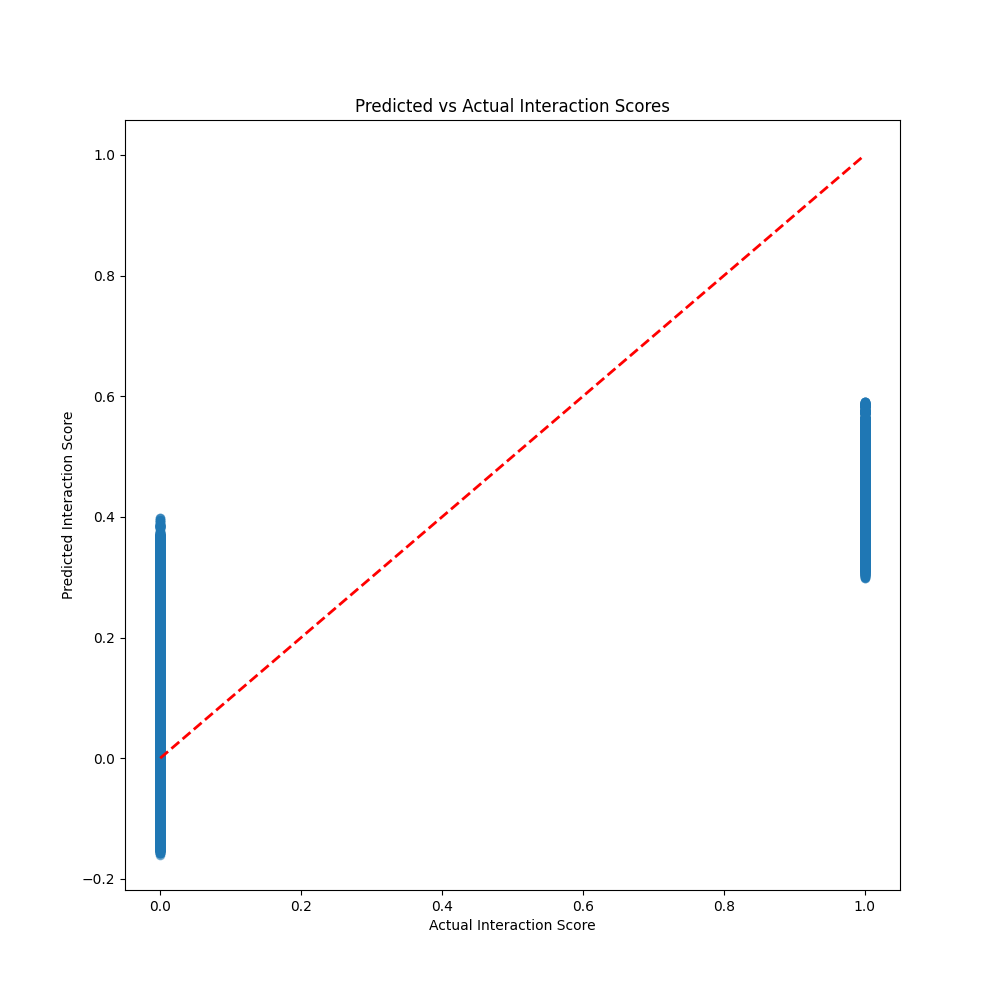 Predicted vs Actual Interaction Scores
1.0
0.8
0.6
0.4
0.2
0.0
−0.2
Predicted Interaction Score
0.0 0.2 0.4 0.6 0.8 1.0
Actual Interaction Score